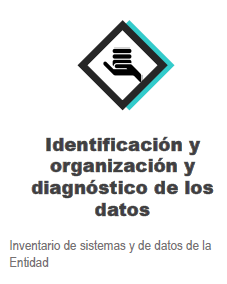 Identificación y
organización y
diagnóstico de los
datos
Inventario de sistemas y de datos de la
Entidad